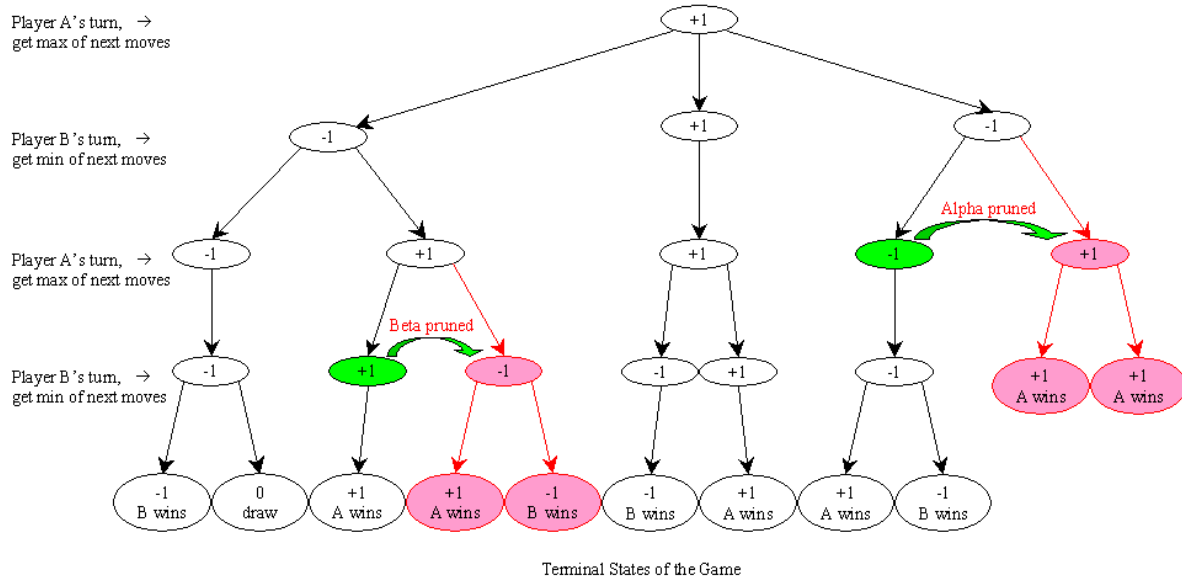 Player A's turn, →
get max of next moves
+1
Player B's turn, →
get min of next moves
-1
+1
-1
Alpha pruned
Player A's turn, →
get max of next moves
-1
+1
+1
-1
+1
Beta pruned
Player B's turn, →
get min of next moves
-1
+1
-1
-1
+1
-1
+1
A wins
+1
A wins
-1
B wins
0
draw
+1
A wins
+1
A wins
-1
B wins
-1
B wins
+1
A wins
+1
A wins
-1
B wins
Terminal States of the Game